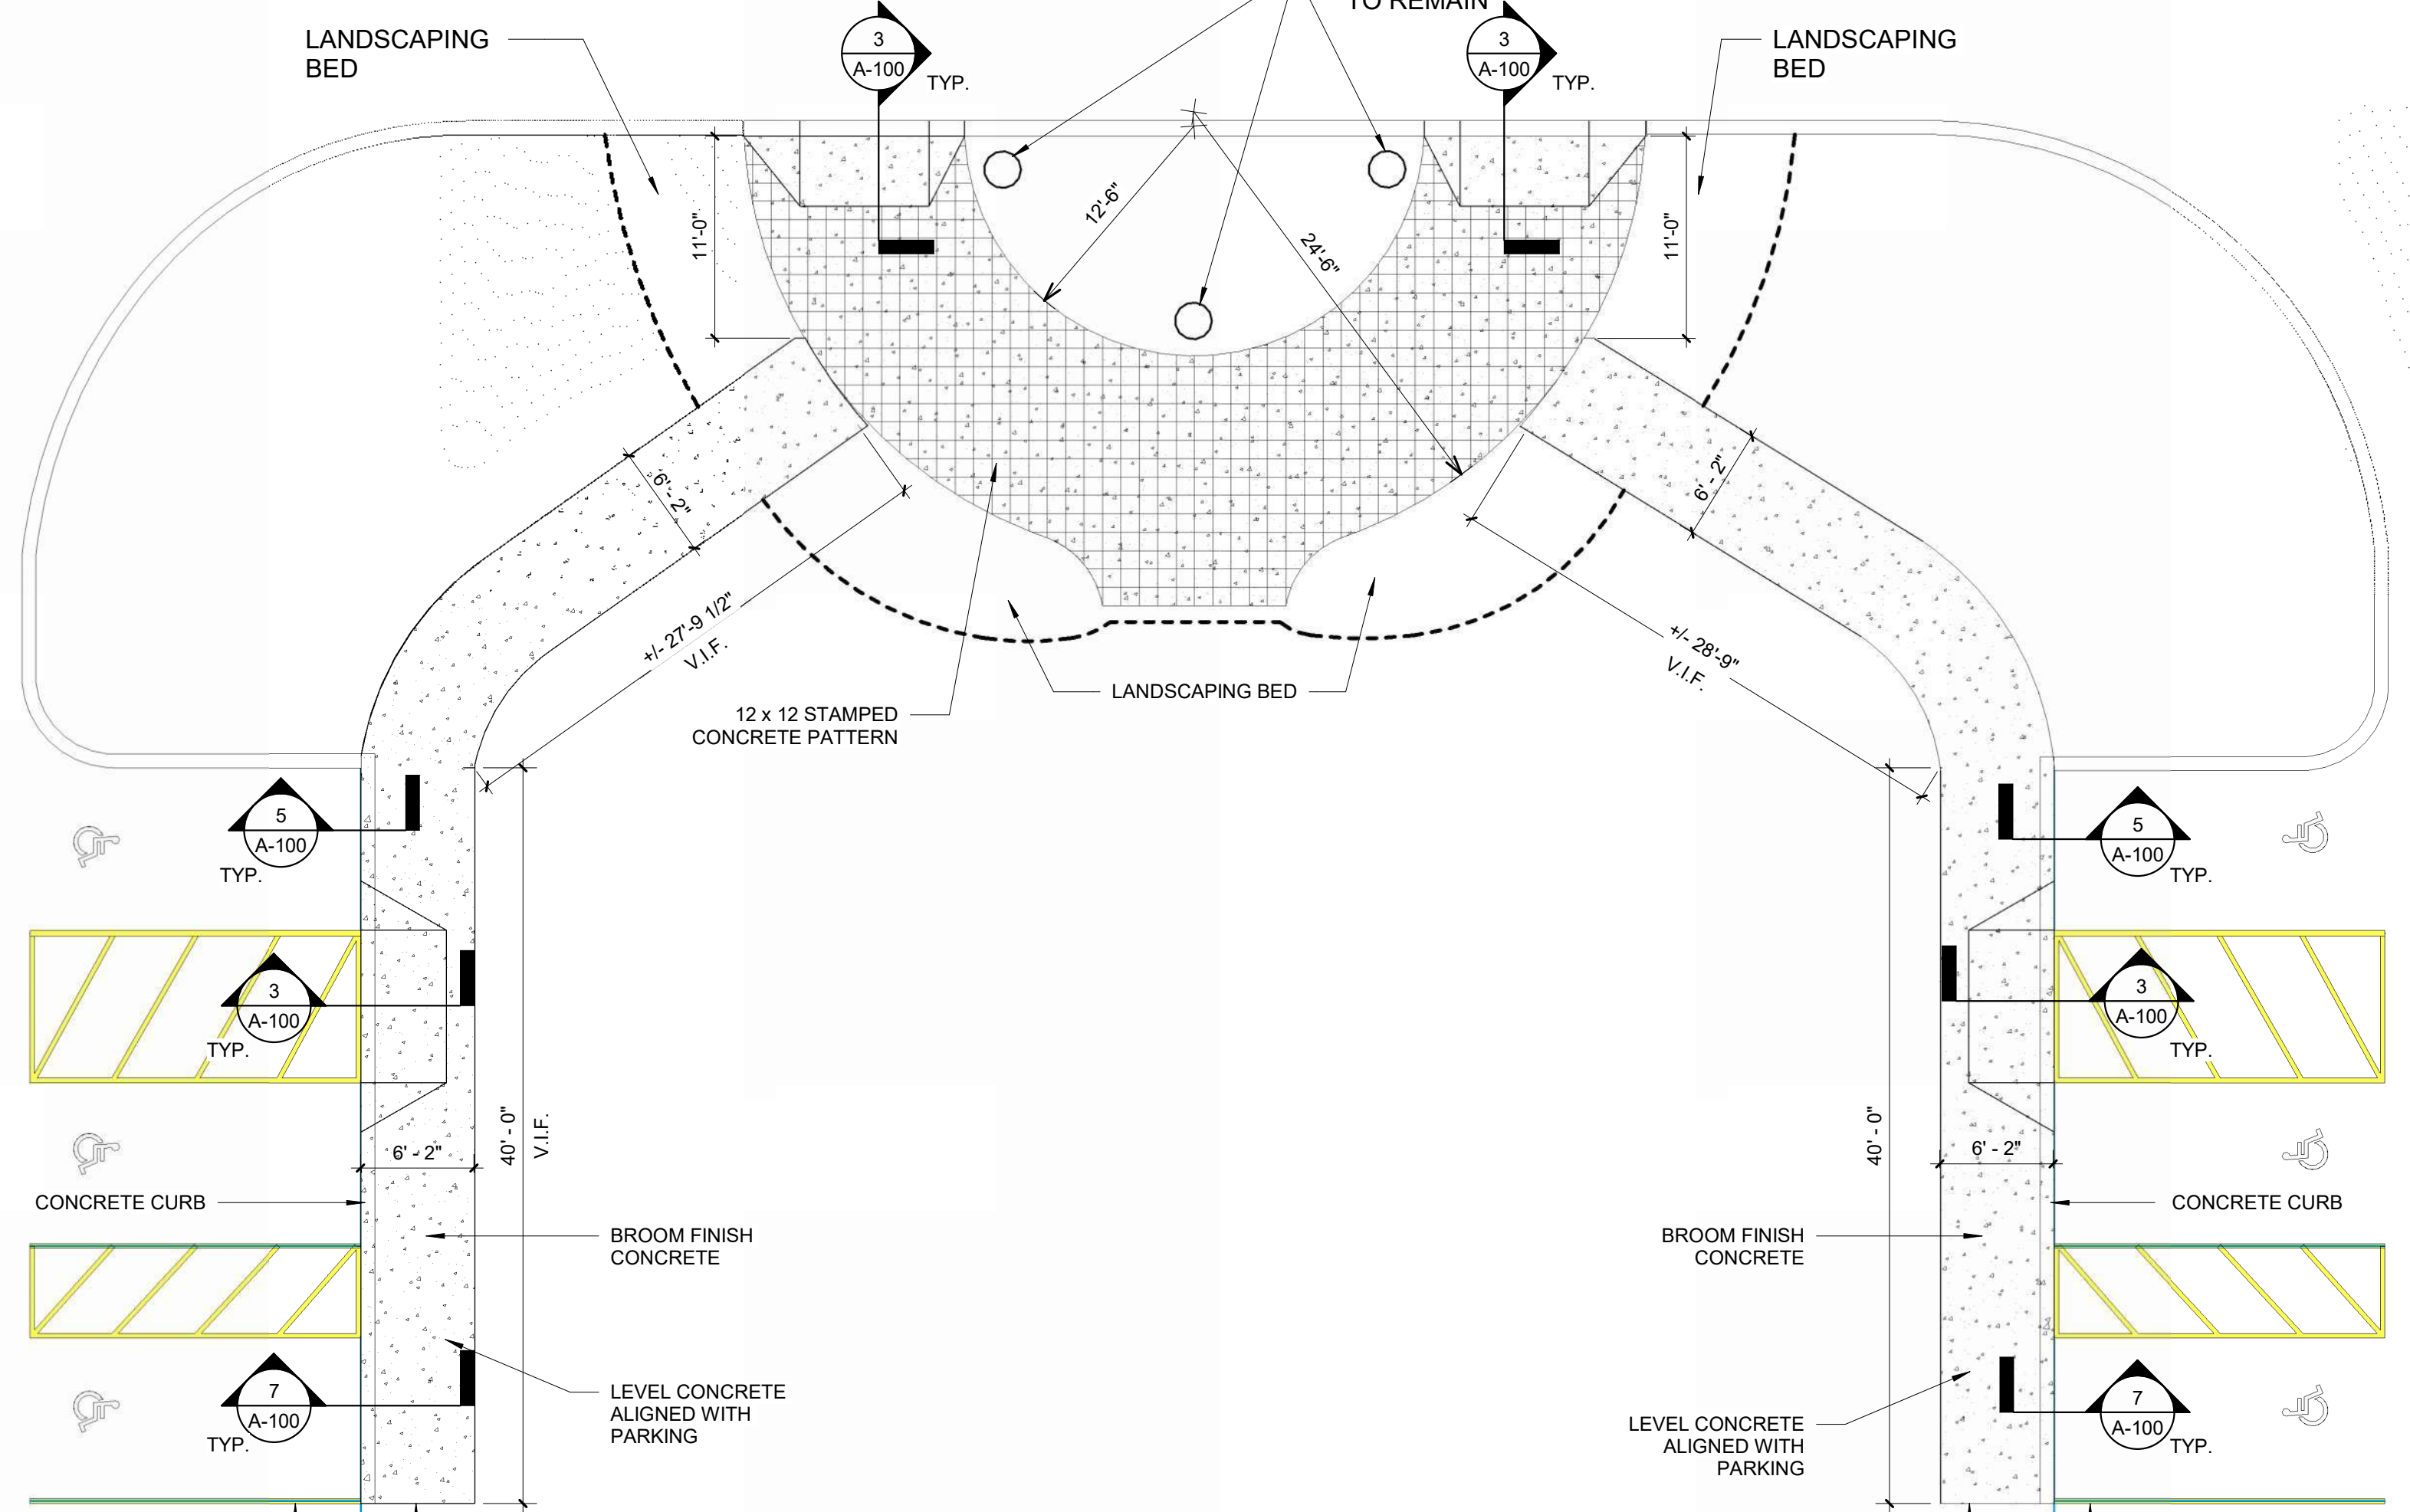 TO REMAIN
LANDSCAPING
BED
3
A-100
TYP.
3
A-100
TYP.
LANDSCAPING
BED
11'-0"
12'-6"
24'-6"
11'-0"
6' - 2"
6' - 2"
+/- 27'-9 1/2"
V.I.F.
+/- 28'-9"
V.I.F.
LANDSCAPING BED
12 x 12 STAMPED
CONCRETE PATTERN
5
A-100
TYP.
5
A-100
TYP.
3
A-100
TYP.
3
A-100
TYP.
40' - 0"
V.I.F.
40' - 0"
6' - 2"
6' - 2"
CONCRETE CURB
CONCRETE CURB
BROOM FINISH
CONCRETE
BROOM FINISH
CONCRETE
7
A-100
TYP.
LEVEL CONCRETE
ALIGNED WITH
PARKING
LEVEL CONCRETE
ALIGNED WITH
PARKING
7
A-100
TYP.